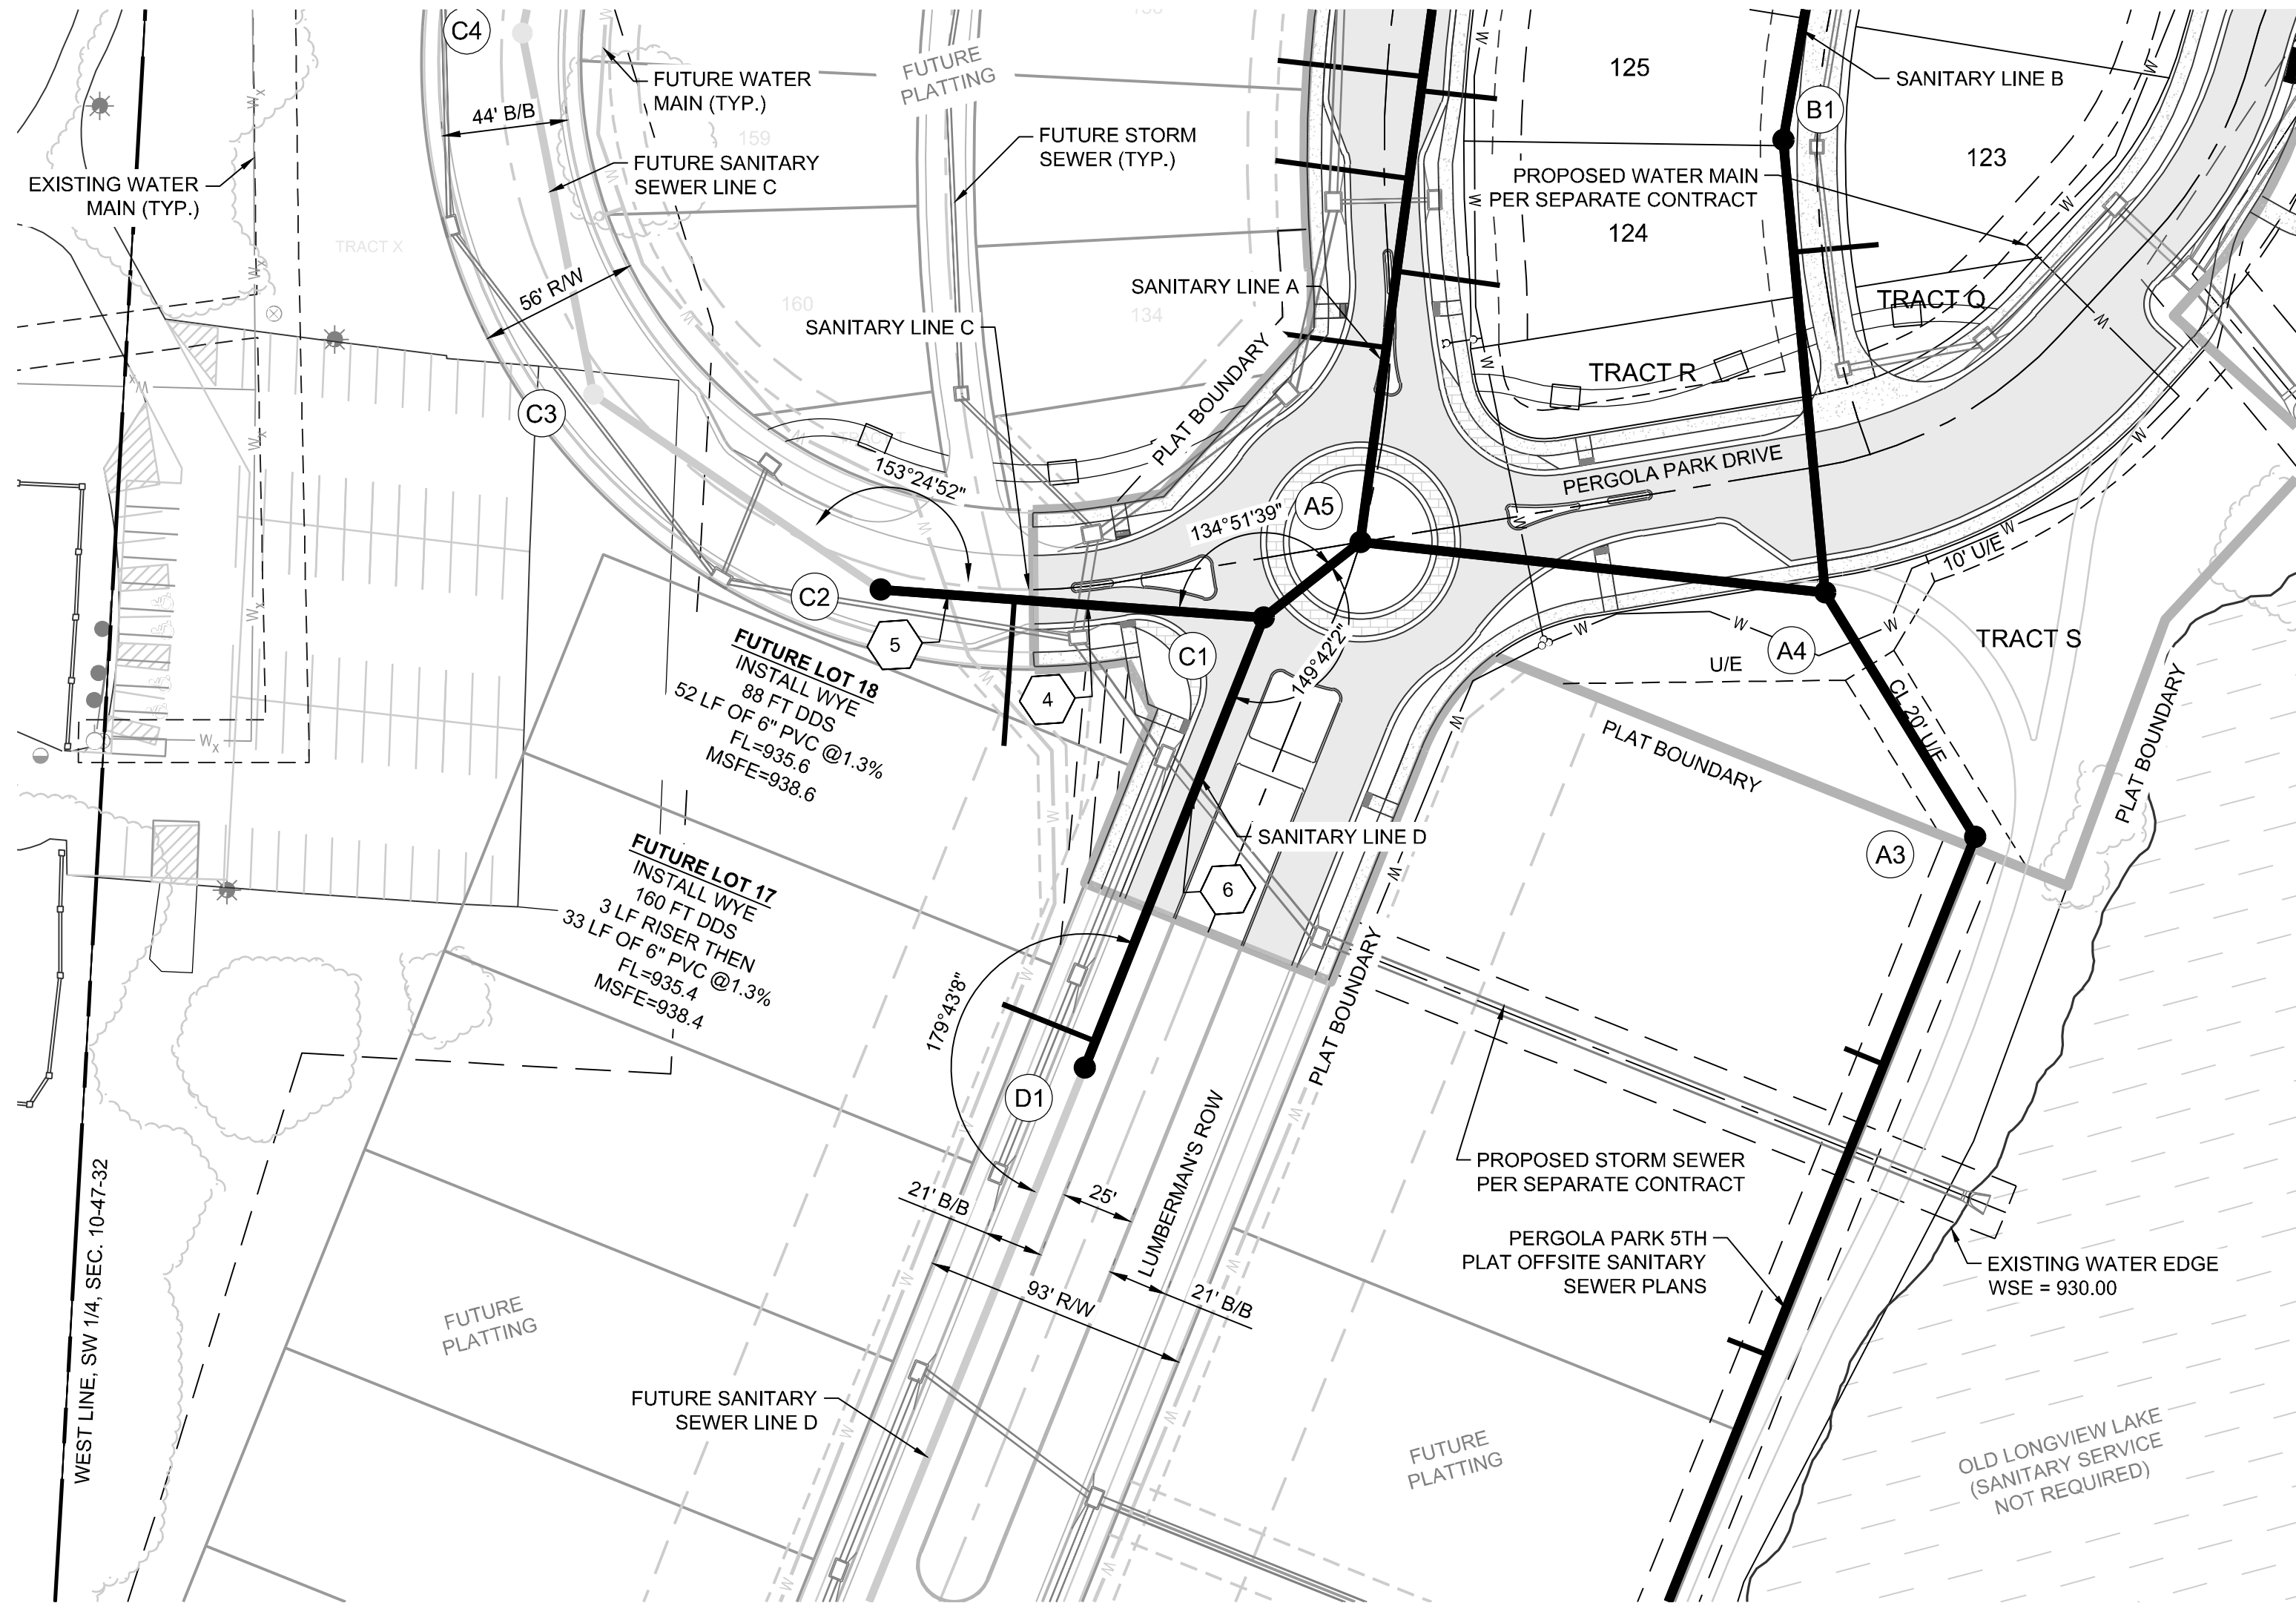 C4
44' B/B
FUTURE WATER
MAIN (TYP.)
FUTURE
PLATTING
159
FUTURE SANITARY
SEWER LINE C
FUTURE STORM
SEWER (TYP.)
EXISTING WATER
MAIN (TYP.)
TRACT X
56' R/W
160
134
SANITARY LINE C
SANITARY LINE A
PLAT BOUNDARY
125
SANITARY LINE B
B1
123
PROPOSED WATER MAIN
PER SEPARATE CONTRACT
124
TRACT Q
TRACT R
C3
153°24'52"
A5
134°51'39"
PERGOLA PARK DRIVE
10' U/E
C2
5
C1
4
149°42'2"
A4
U/E
TRACT S
CL 20' U/E
PLAT BOUNDARY
PLAT BOUNDARY
FUTURE LOT 18
INSTALL WYE
88 FT DDS
52 LF OF 6" PVC @1.3%
FL=935.6
MSFE=938.6
SANITARY LINE D
6
A3
FUTURE LOT 17
INSTALL WYE
160 FT DDS
3 LF RISER THEN
33 LF OF 6" PVC @1.3%
FL=935.4
MSFE=938.4
179°43'8"
D1
PLAT BOUNDARY
LUMBERMAN'S ROW
21' B/B
25'
93' R/W
21' B/B
PROPOSED STORM SEWER
PER SEPARATE CONTRACT
PERGOLA PARK 5TH
PLAT OFFSITE SANITARY
SEWER PLANS
EXISTING WATER EDGE
WSE = 930.00
WEST LINE, SW 1/4, SEC. 10-47-32
FUTURE
PLATTING
FUTURE SANITARY
SEWER LINE D
FUTURE
PLATTING
OLD LONGVIEW LAKE
(SANITARY SERVICE
NOT REQUIRED)